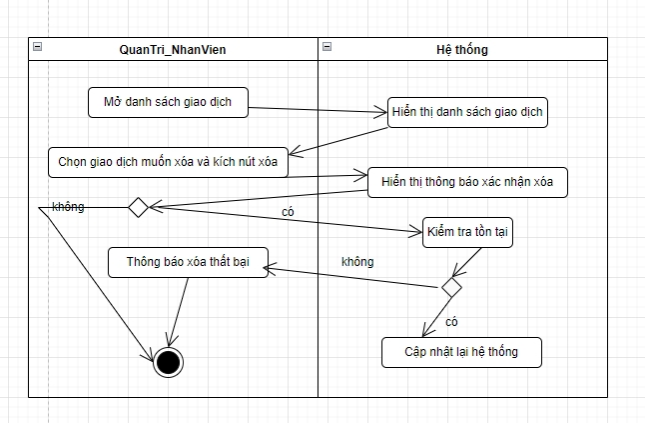 QuanTri_NhanVien
Hệ thống
Mở danh sách giao dịch
Hiển thị danh sách giao dịch
Chọn giao dịch muốn xóa và kích nút xóa
Hiển thị thông báo xác nhận xóa
không
có
Kiểm tra tồn tại
Thông báo xóa thất bại
không
có
Cập nhật lại hệ thống